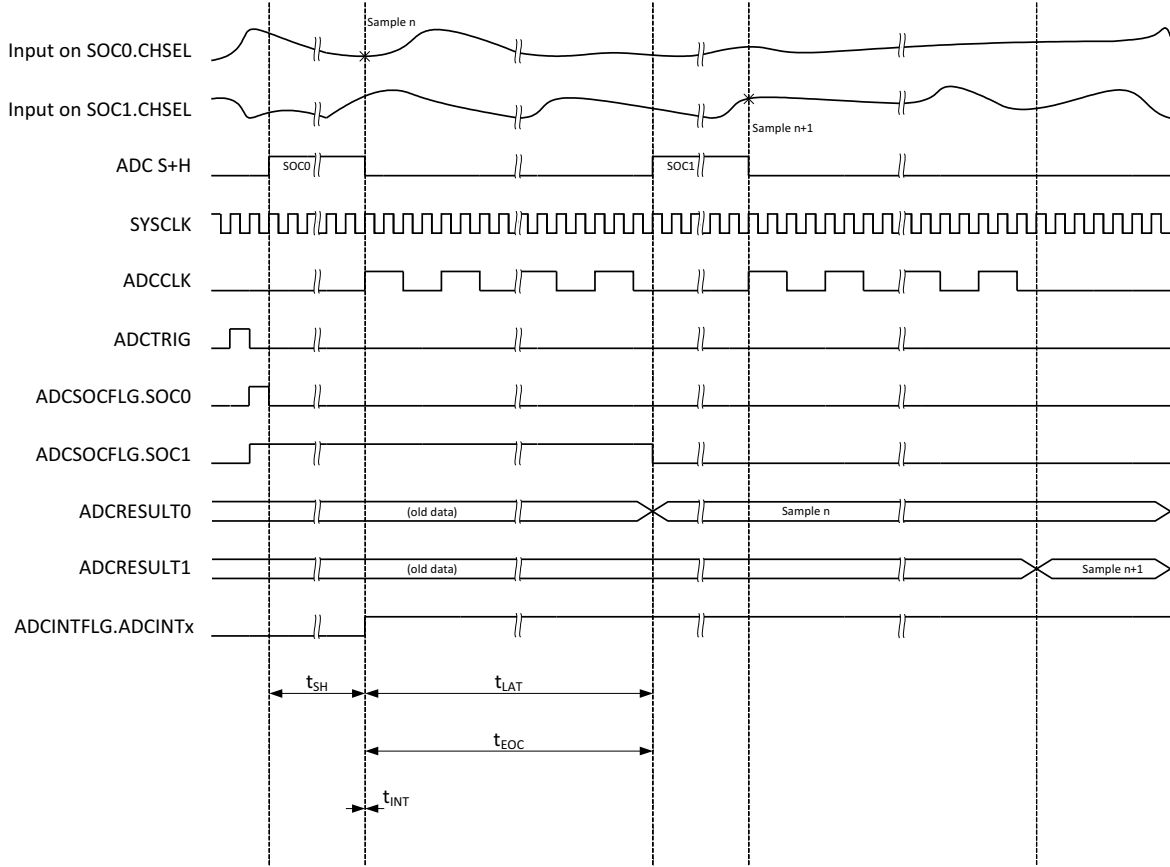 Sample n
Input on SOC0.CHSEL
Input on SOC1.CHSEL
Sample n+1
ADC S+H
SOC0
SOC1
SYSCLK
ADCCLK
ADCTRIG
ADCSOCFLG.SOC0
ADCSOCFLG.SOC1
ADCRESULT0
(old data)
Sample n
ADCRESULT1
(old data)
Sample n+1
ADCINTFLG.ADCINTx
tSH
tLAT
tEOC
tINT